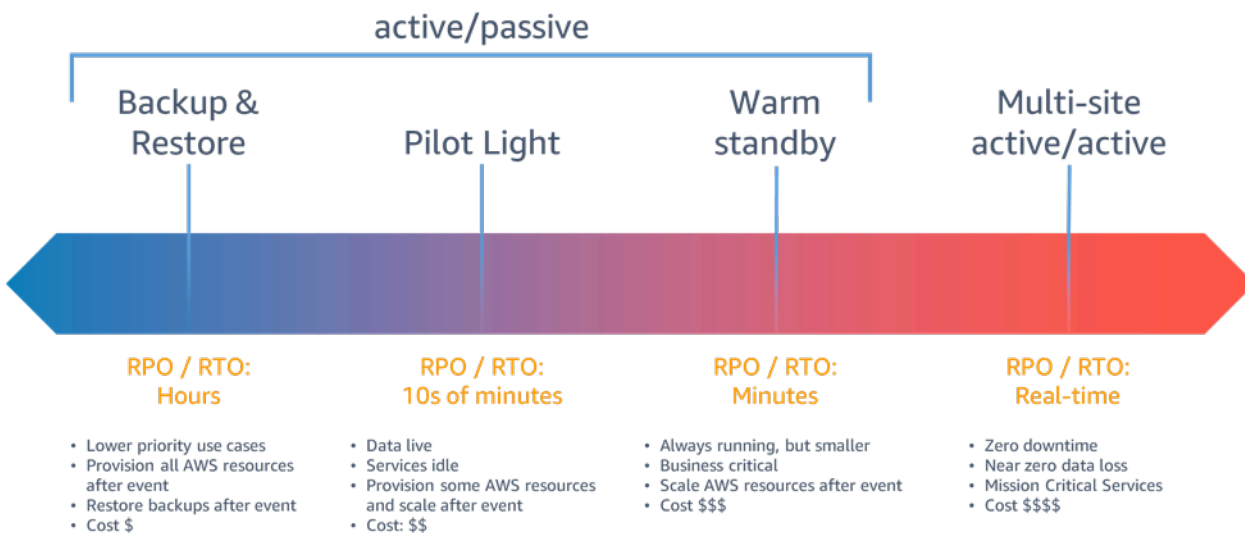 active/passive
Backup &
Restore
Pilot Light
Warm
standby
Multi-site
active/active
RPO / RTO:
Hours
RPO / RTO:
10s of minutes
RPO / RTO:
Minutes
RPO / RTO:
Real-time
• Lower priority use cases
• Provision all AWS resources
after event
• Restore backups after event
• Cost $
• Data live
• Services idle
• Provision some AWS resources
and scale after event
• Cost: $$
• Always running, but smaller
• Business critical
• Scale AWS resources after event
• Cost $$$
• Zero downtime
• Near zero data loss
• Mission Critical Services
• Cost $$$$